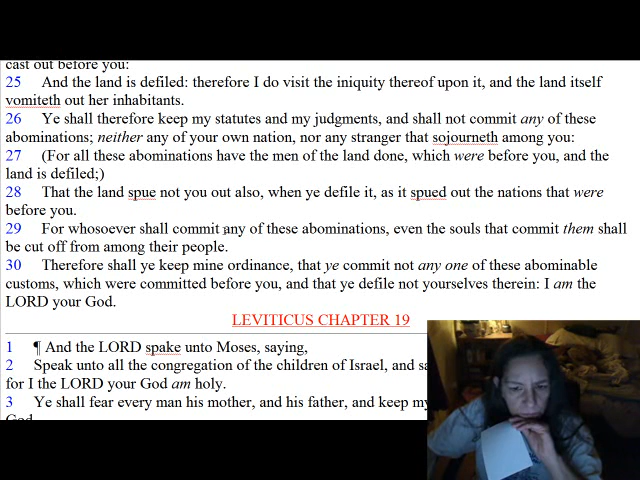 cast out before you:
25 And the land is defiled: therefore I do visit the iniquity thereof upon it, and the land itself
vomiteth out her inhabitants.
26 Ye shall therefore keep my statutes and my judgments, and shall not commit any of these
abominations; neither any of your own nation, nor any stranger that sojourneth among you:
27 (For all these abominations have the men of the land done, which were before you, and the
land is defiled;)
28 That the land spue not you out also, when ye defile it, as it spued out the nations that were
before you.
29 For whosoever shall commit any of these abominations, even the souls that commit them shall
be cut off from among their people.
30 Therefore shall ye keep mine ordinance, that ye commit not any one of these abominable
customs, which were committed before you, and that ye defile not yourselves therein: I am the
LORD your God.
LEVITICUS CHAPTER 19
1 ¶ And the LORD spake unto Moses, saying,
2 Speak unto all the congregation of the children of Israel, and
for I the LORD your God am holy.
3 Ye shall fear every man his mother, and his father, and keep
God.